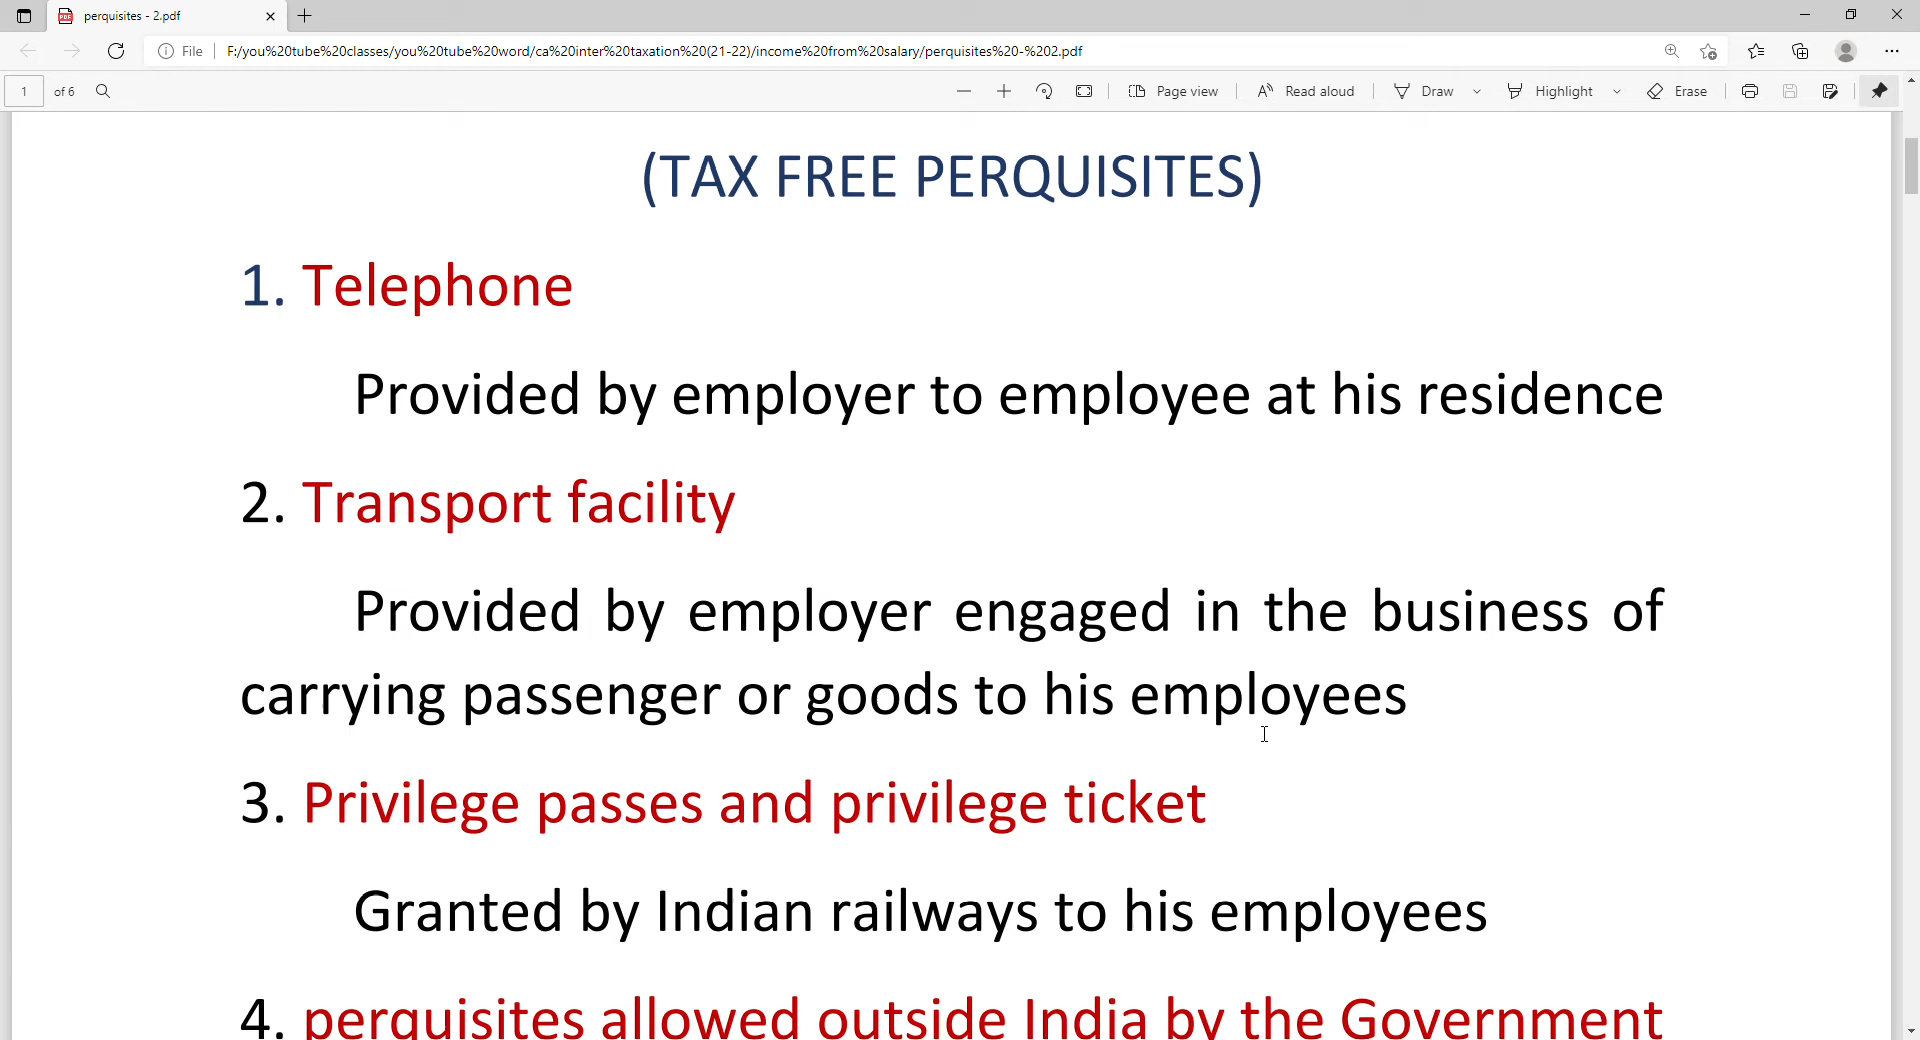 perquisites - 2.pdf
File
F:/you%20tube%20classes/you%20tube%20word/ca%20inter%20taxation%20(21-22)/income%20from%20salary/perquisites%20-%202.pdf
1 of 6 Page view Read aloud Draw Highlight Erase
(TAX FREE PERQUISITES)
1. Telephone
Provided by employer to employee at his residence
2. Transport facility
Provided by employer engaged in the business of
carrying passenger or goods to his employees
3. Privilege passes and privilege ticket
Granted by Indian railways to his employees
4. perquisites allowed outside India by the Government